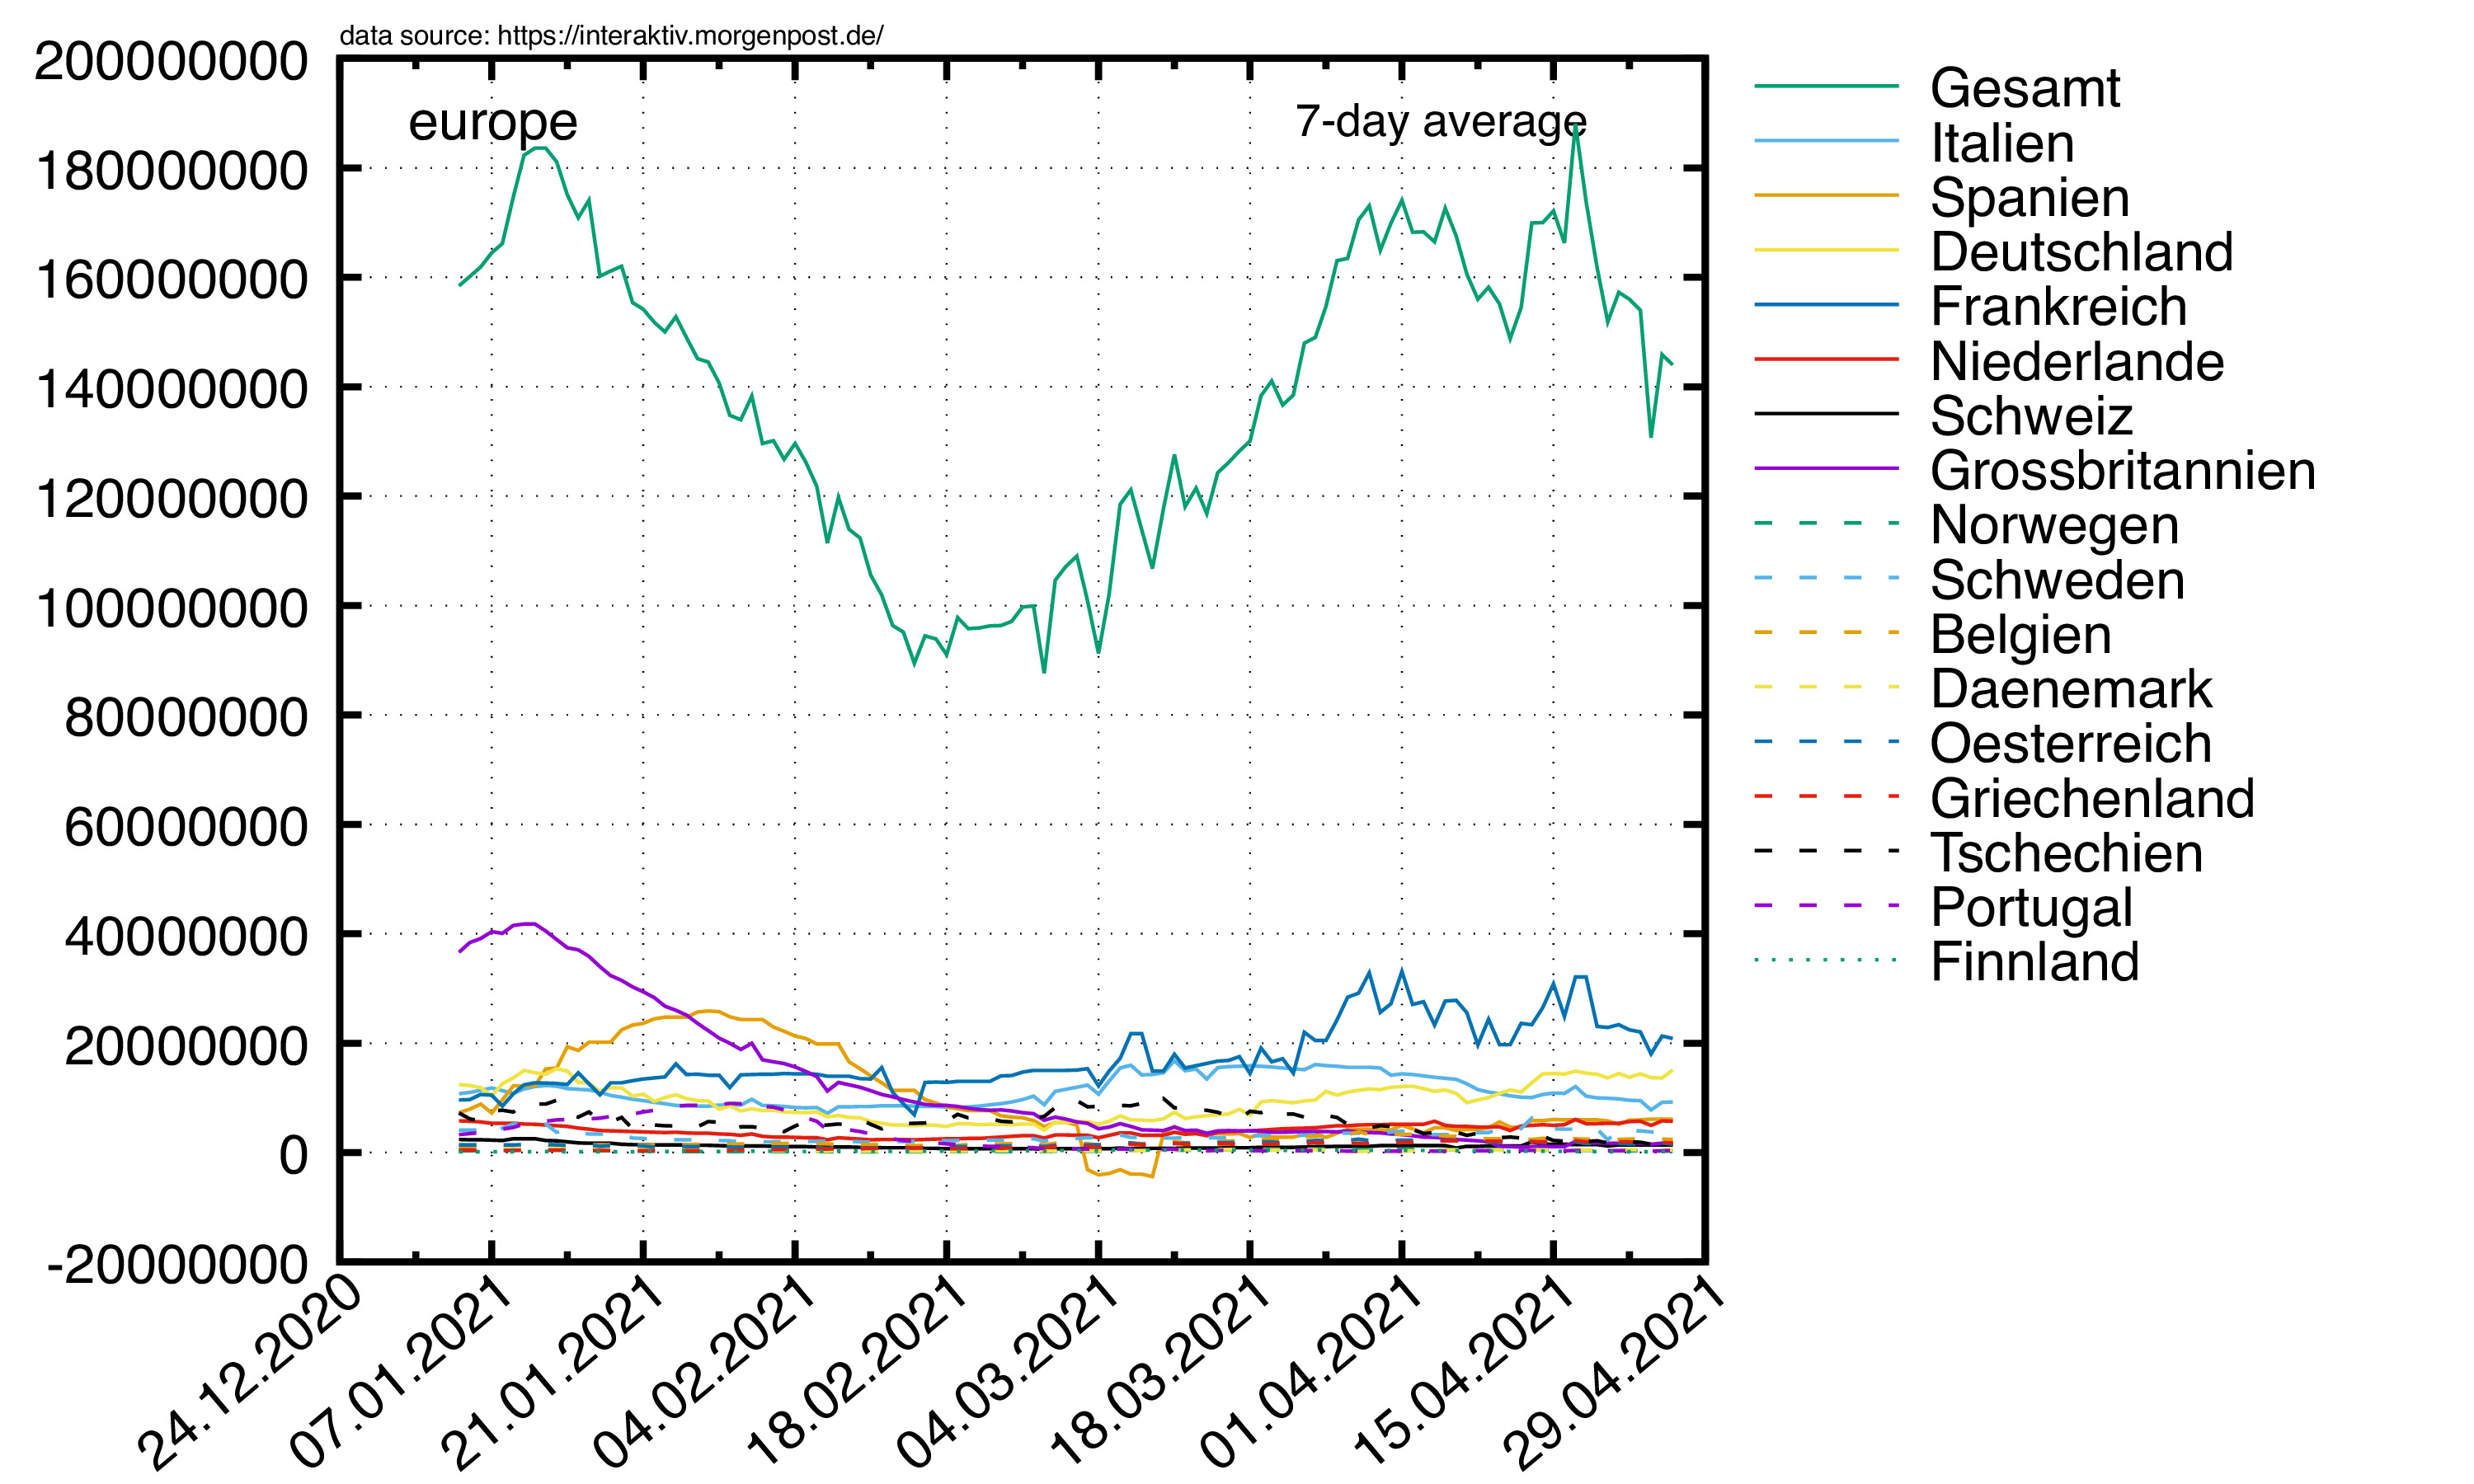 data source: https://interaktiv.morgenpost.de/
europe
7-day average
200000000
180000000
160000000
140000000
120000000
100000000
80000000
60000000
40000000
20000000
0
-20000000
24.12.2020
07.01.2021
21.01.2021
04.02.2021
18.02.2021
04.03.2021
18.03.2021
01.04.2021
15.04.2021
29.04.2021
Gesamt
Italien
Spanien
Deutschland
Frankreich
Niederlande
Schweiz
Grossbritannien
Norwegen
Schweden
Belgien
Daenemark
Oesterreich
Griechenland
Tschechien
Portugal
Finnland